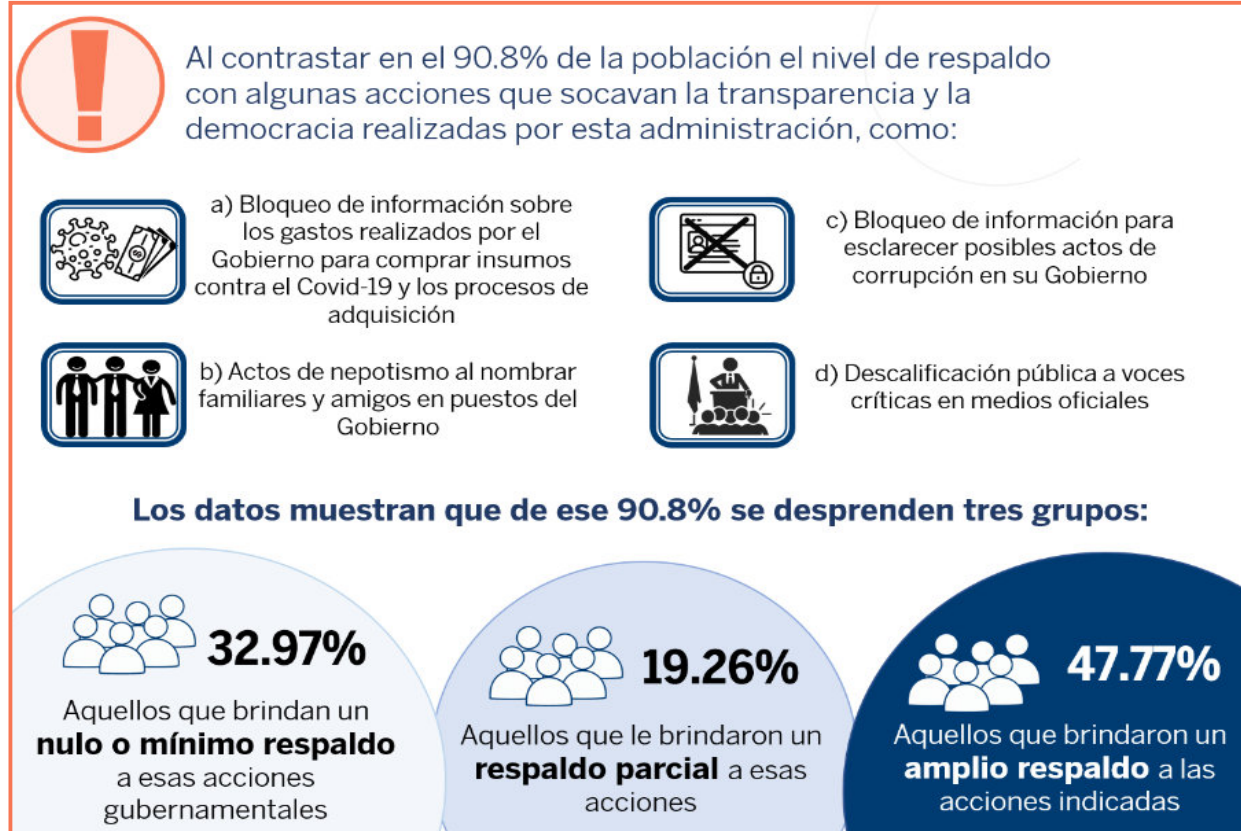 Al contrastar en el 90.8% de la población el nivel de respaldo
con algunas acciones que socavan la transparencia y la
democracia realizadas por esta administración, como:
a) Bloqueo de información sobre
los gastos realizados por el
Gobierno para comprar insumos
contra el Covid-19 y los procesos de
adquisición
b) Actos de nepotismo al nombrar
familiares y amigos en puestos del
Gobierno
c) Bloqueo de información para
esclarecer posibles actos de
corrupción en su Gobierno
d) Descalificación pública a voces
críticas en medios oficiales
Los datos muestran que de ese 90.8% se desprenden tres grupos:
32.97%
Aquellos que brindan un
nulo o mínimo respaldo
a esas acciones
gubernamentales
19.26%
Aquellos que le brindaron un
respaldo parcial a esas
acciones
47.77%
Aquellos que brindaron un
amplio respaldo a las
acciones indicadas